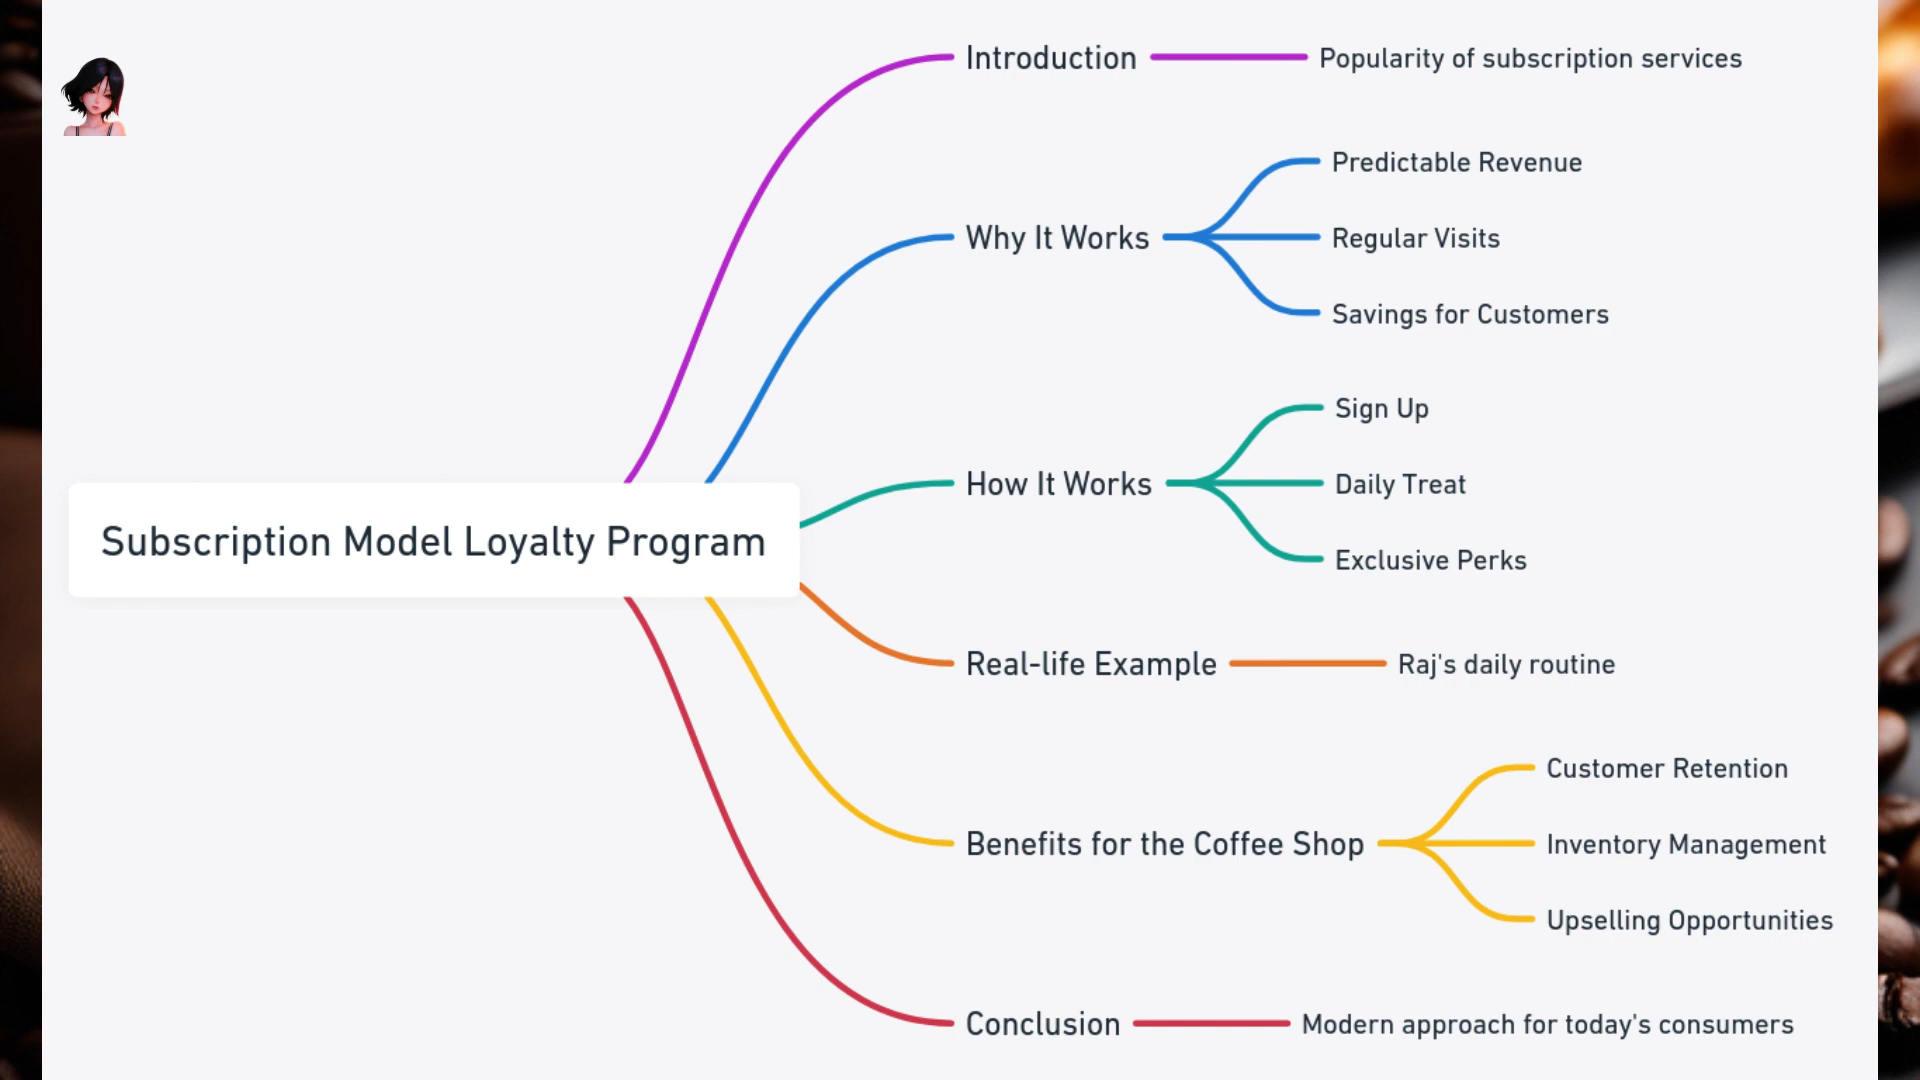 Introduction
Popularity of subscription services
Why It Works
Predictable Revenue
Regular Visits
Savings for Customers
How It Works
Sign Up
Daily Treat
Exclusive Perks
Subscription Model Loyalty Program
Real-life Example
Raj's daily routine
Benefits for the Coffee Shop
Customer Retention
Inventory Management
Upselling Opportunities
Conclusion
Modern approach for today's consumers